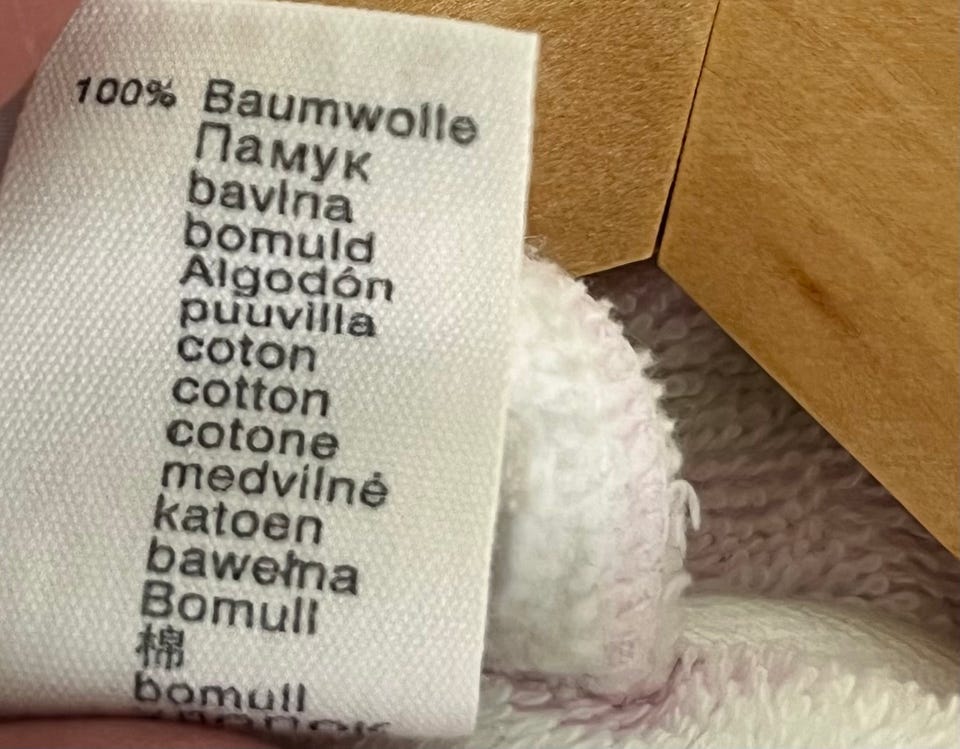 100% Baumwolle
Памук
bavlna
bomuld
Algodón
puuvilla
coton
cotton
cotone
medvilnė
katoen
bawełna
Bomull
棉
bomull